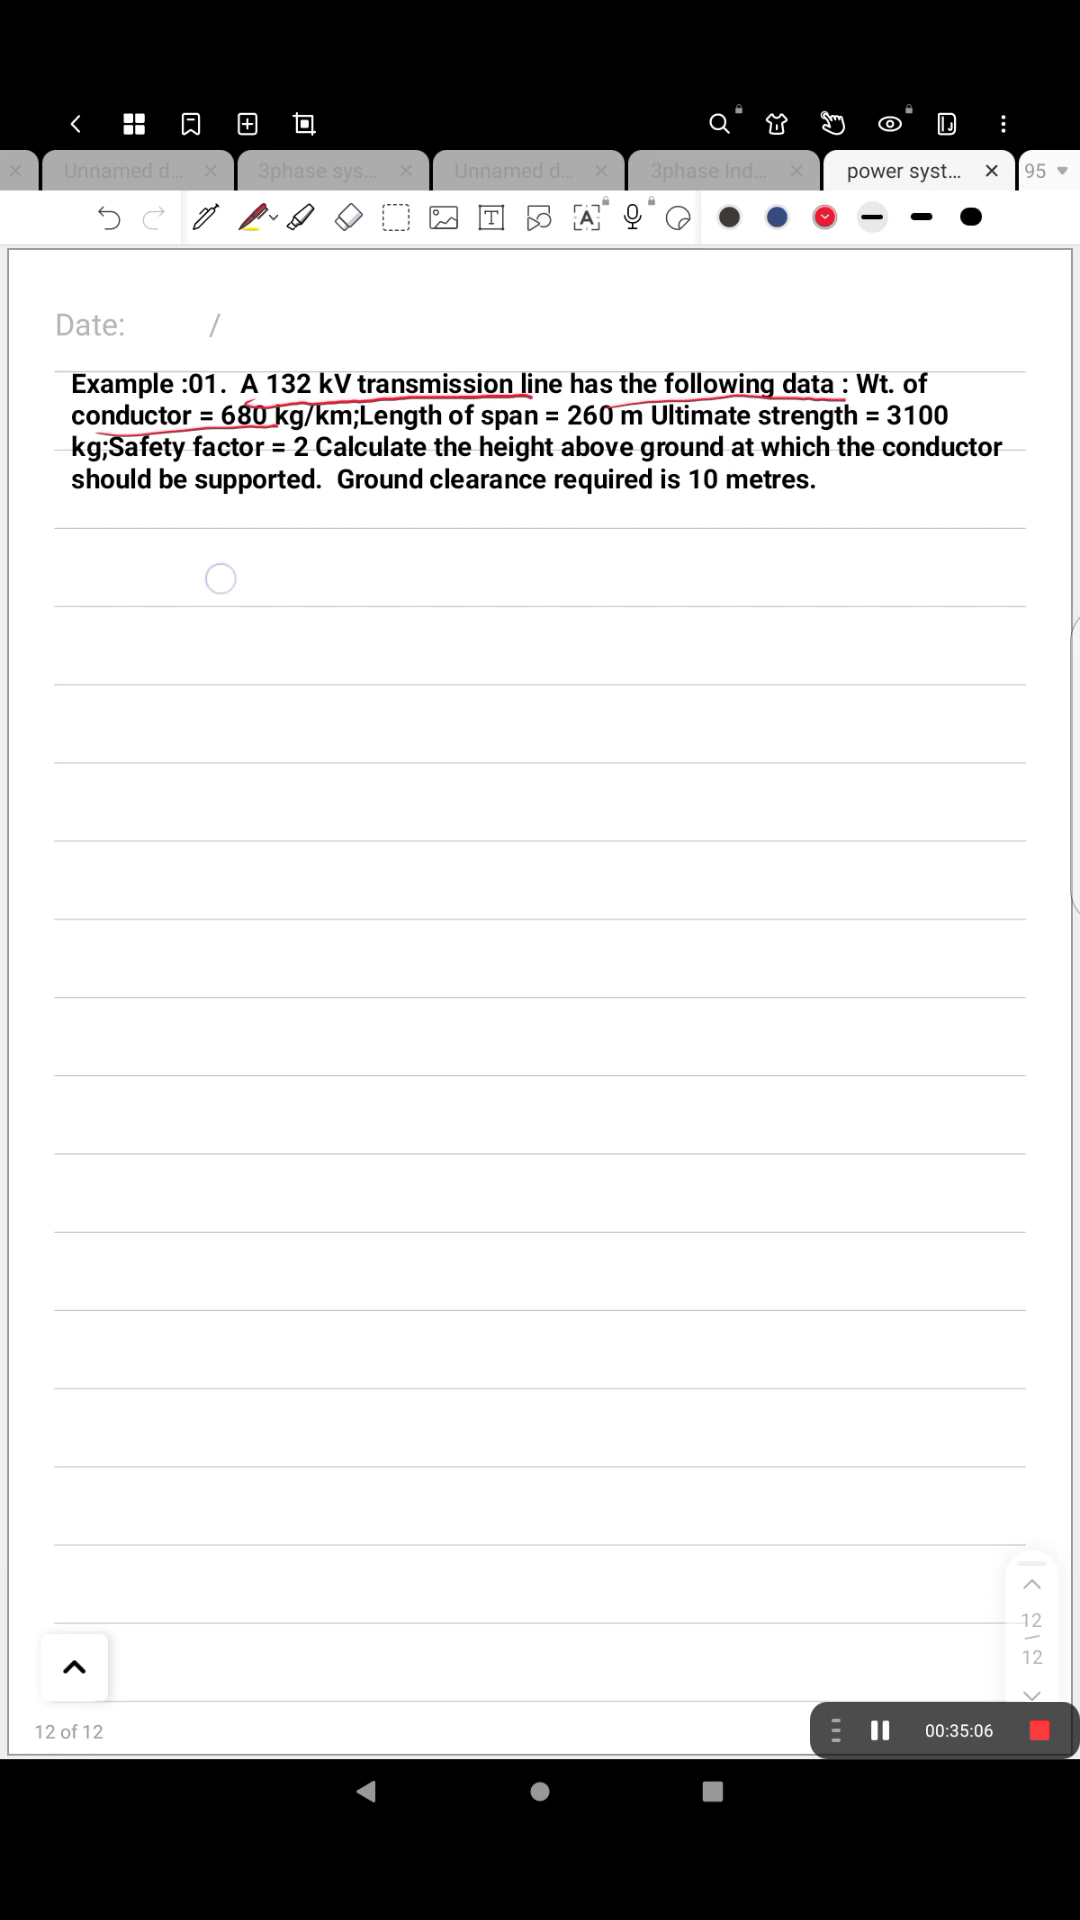 Unnamed d...
3phase sys...
Unnamed d...
3phase Ind...
power syst...
95
Date: /
Example :01. A 132 kV transmission line has the following data : Wt. of
conductor = 680 kg/km;Length of span = 260 m Ultimate strength = 3100
kg;Safety factor = 2 Calculate the height above ground at which the conductor
should be supported. Ground clearance required is 10 metres.
12
12
12 of 12
00:35:06